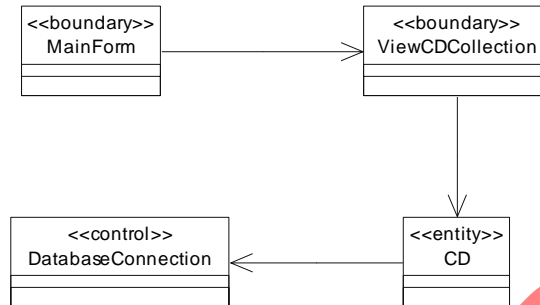 <<boundary>>
MainForm
<<boundary>>
ViewCDCollection
<<control>>
DatabaseConnection
<<entity>>
CD